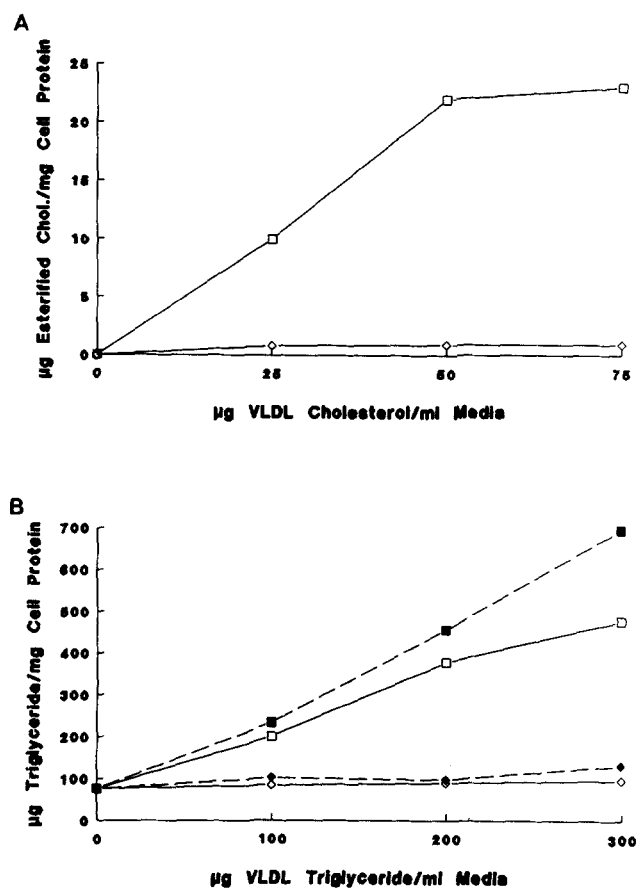 A
µg Esterified Chol./mg Cell Protein
25
20
15
10
5
0
0 25 50 75
µg VLDL Cholesterol/ml Media
B
µg Triglyceride/mg Cell Protein
700
600
500
400
300
200
100
0
0 100 200 300
µg VLDL Triglyceride/ml Media